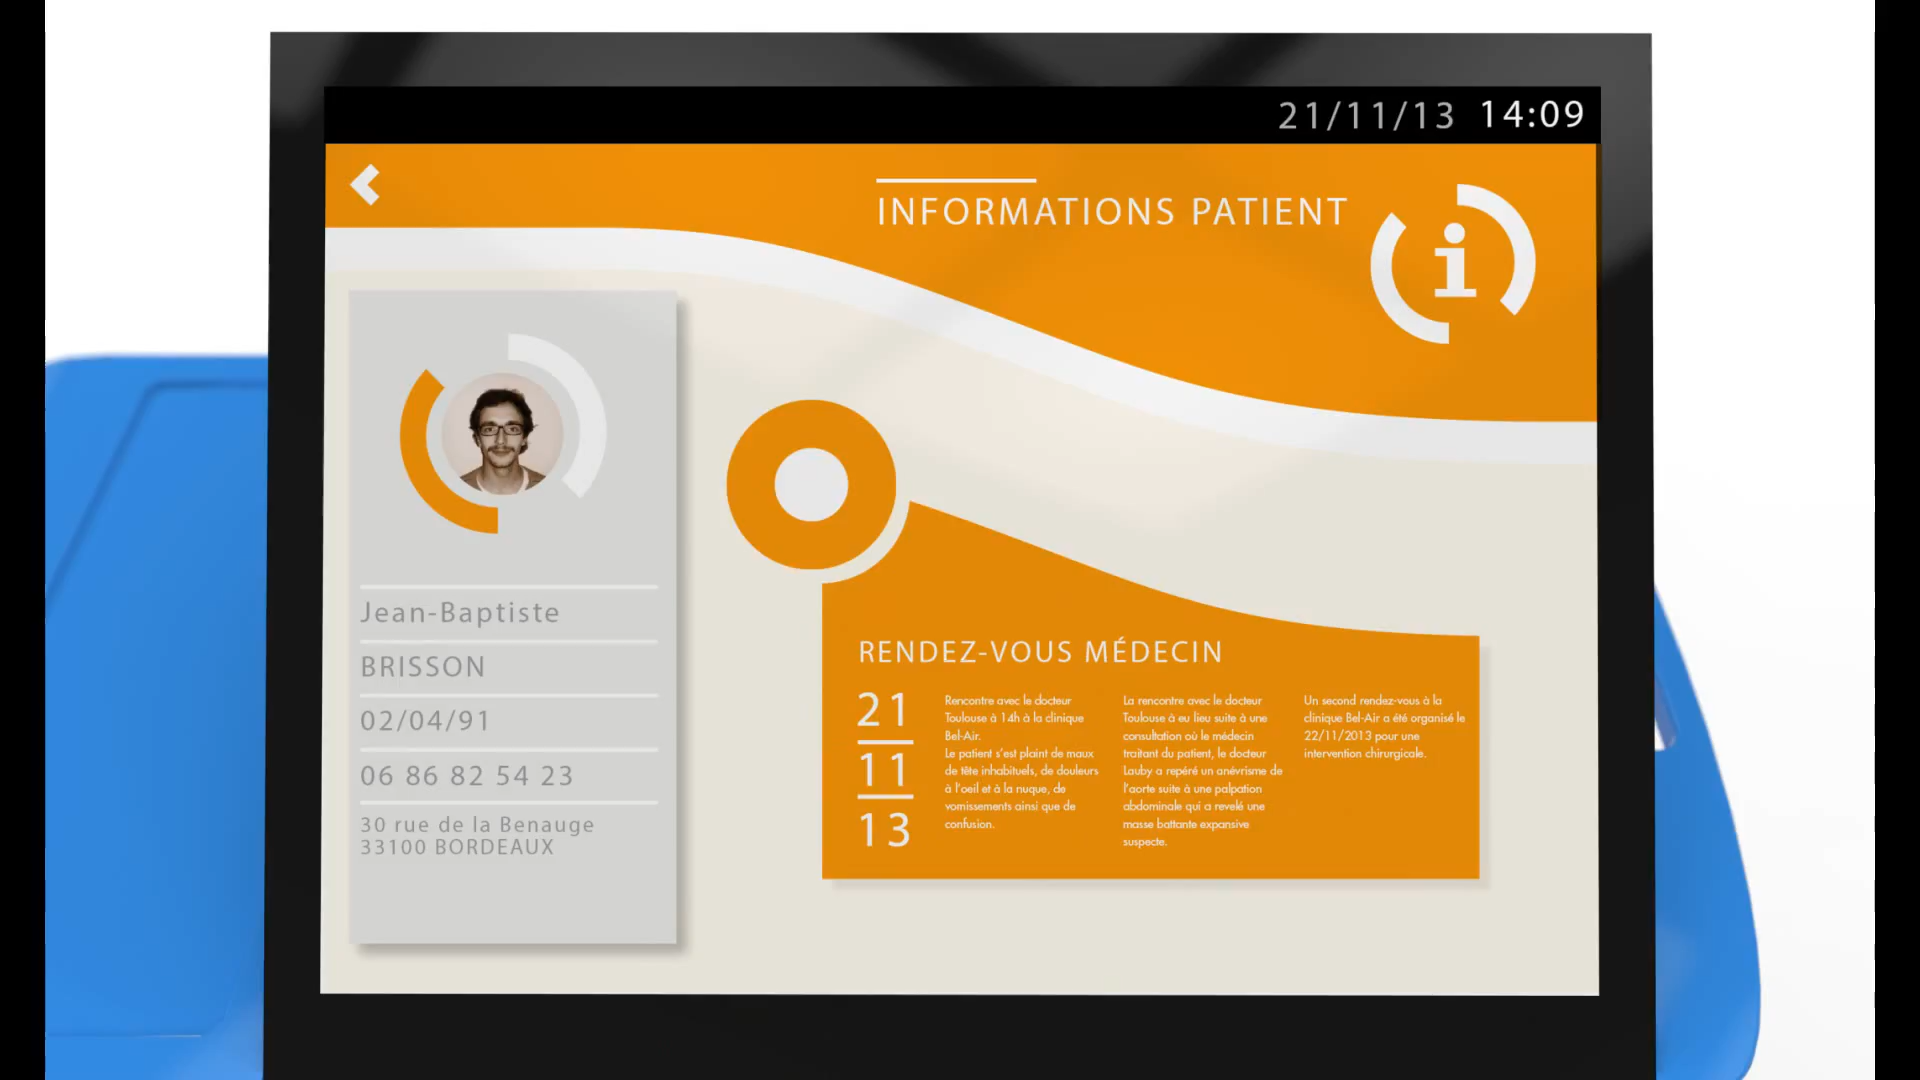 21/11/13 14:09
INFORMATIONS PATIENT
i
Jean-Baptiste
BRISSON
02/04/91
06 86 82 54 23
30 rue de la Benauge
33100 BORDEAUX
RENDEZ-VOUS MÉDECIN
21
11
13
Rencontre avec le docteur
Toulouse à 14h à la clinique
Bel-Air.
Le patient s'est plaint de maux
de tête inhabituels, de douleurs
à l'oeil et à la nuque, de
vomissements ainsi que de
confusion.
La rencontre avec le docteur
Toulouse à eu lieu suite à une
consultation où le médecin
traitant du patient, le docteur
Lauby a repéré un anévrisme de
l'aorte suite à une palpation
abdominale qui a revelé une
masse battante expansive
suspecte.
Un second rendez-vous à la
clinique Bel-Air a été organisé le
22/11/2013 pour une
intervention chirurgicale.